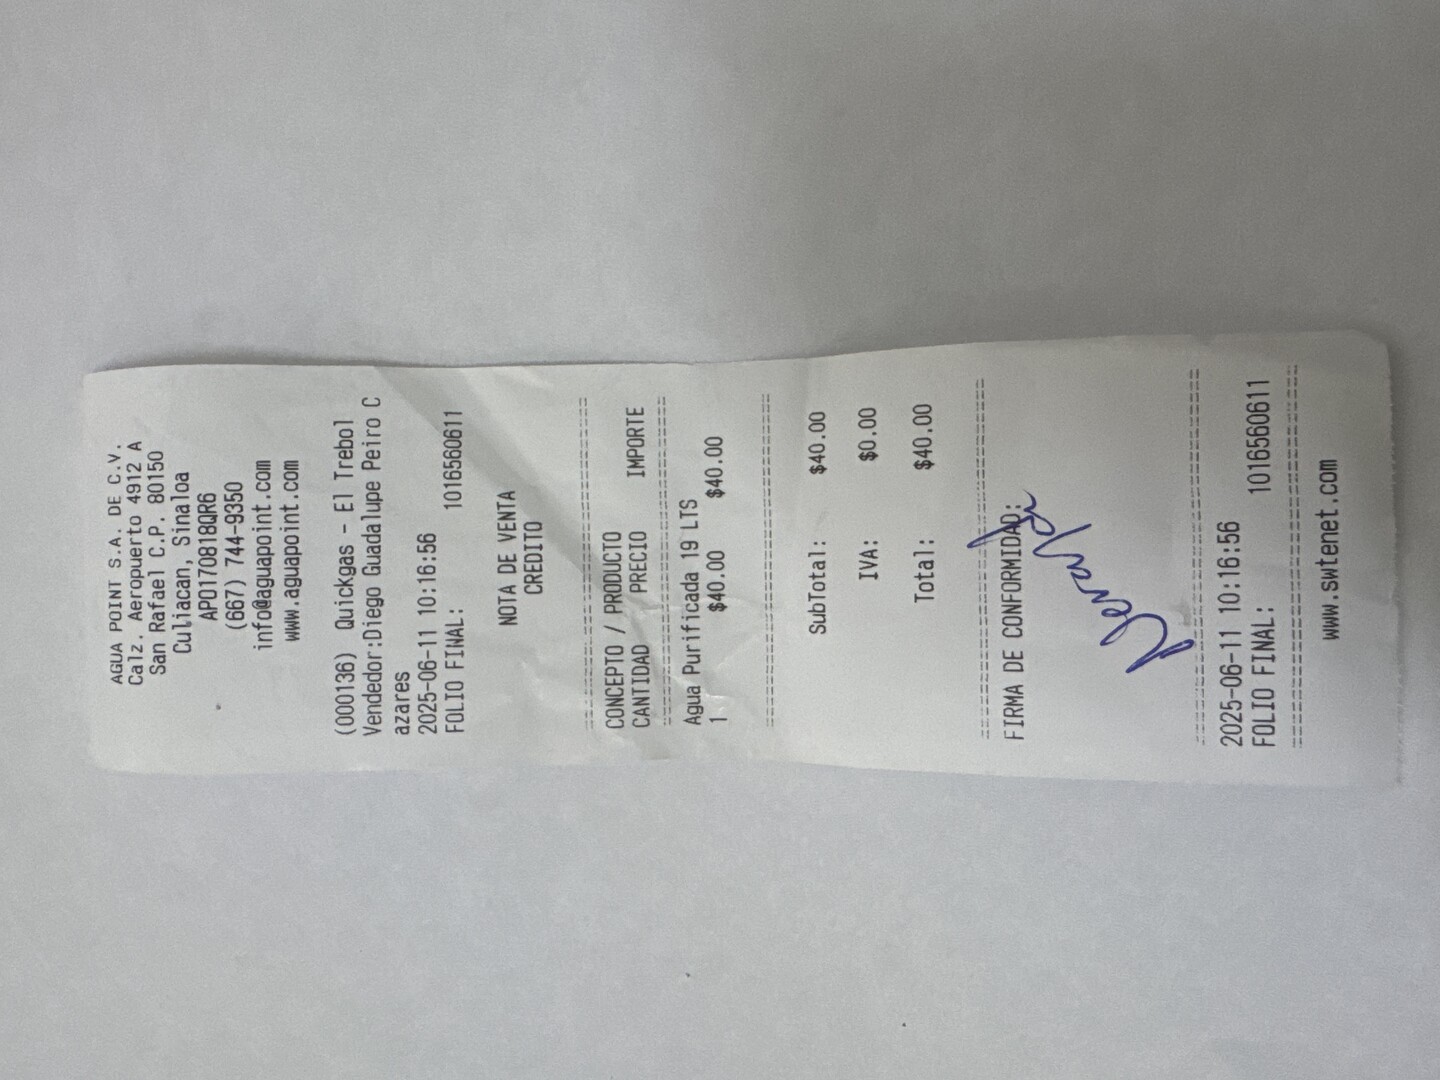 AGUA POINT S.A. DE C.V.
Calz. Aeropuerto 4912 A
San Rafael C.P. 80150
Culiacan, Sinaloa
APO170818QR6
(667) 744-9350
info@aguapoint.com
www.aguapoint.com
(000136) Quickgas - El Trebol
Vendedor:Diego Guadalupe Peiro C
azares
2025-06-11 10:16:56
FOLIO FINAL: 1016560611
NOTA DE VENTA
CREDITO
================================
CONCEPTO / PRODUCTO
CANTIDAD PRECIO IMPORTE
================================
Agua Purificada 19 LTS
1 $40.00 $40.00
================================
SubTotal: $40.00
IVA: $0.00
Total: $40.00
================================
FIRMA DE CONFORMIDAD:
================================
2025-06-11 10:16:56
FOLIO FINAL: 1016560611
================================
www.swtenet.com